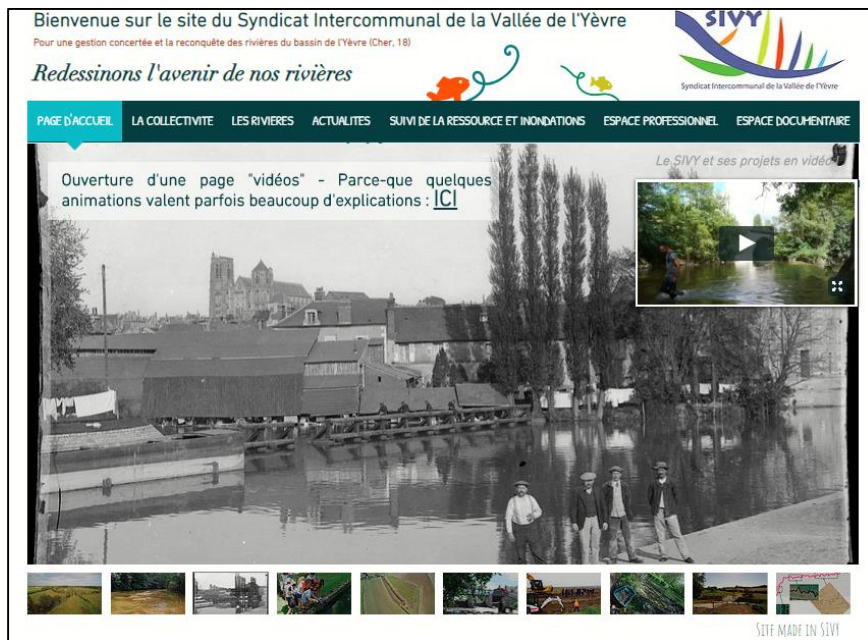 Bienvenue sur le site du Syndicat Intercommunal de la Vallée de l'Yèvre
Pour une gestion concertée et la reconquête des rivières du bassin de l'Yèvre (Cher, 18)
Redessinons l'avenir de nos rivières
SIVY
Syndicat Intercommunal de la Vallée de l'Yèvre
PAGE D'ACCUEIL LA COLLECTIVITE LES RIVIERES ACTUALITES SUIVI DE LA RESSOURCE ET INONDATIONS ESPACE PROFESSIONNEL ESPACE DOCUMENTAIRE
Le SIVY et ses projets en vidéo
Ouverture d'une page "vidéos" - Parce-que quelques
animations valent parfois beaucoup d'explications : ICI
SITE MADE IN SIVY